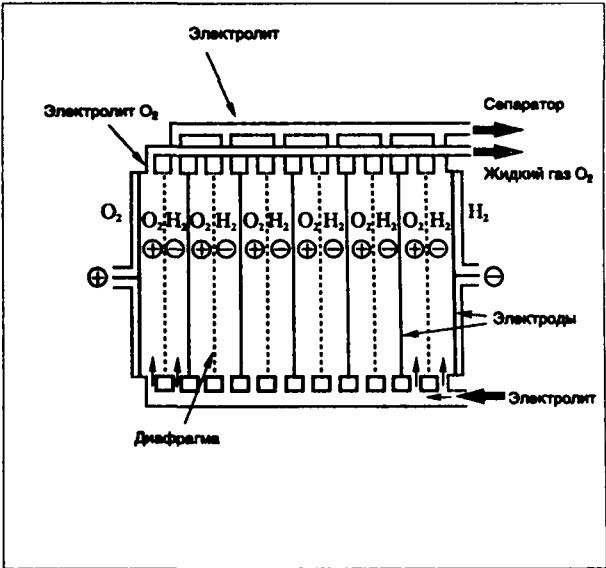 Электролит
Электролит O₂
Сепаратор
Жидкий газ O₂
O₂ O₂ H₂ O₂ H₂ O₂ H₂ O₂ H₂ O₂ H₂ O₂ H₂ H₂
⊕ ⊖ ⊕ ⊖ ⊕ ⊖ ⊕ ⊖ ⊕ ⊖ ⊕ ⊖
⊕ ⊖
Электроды
Электролит
Диафрагма